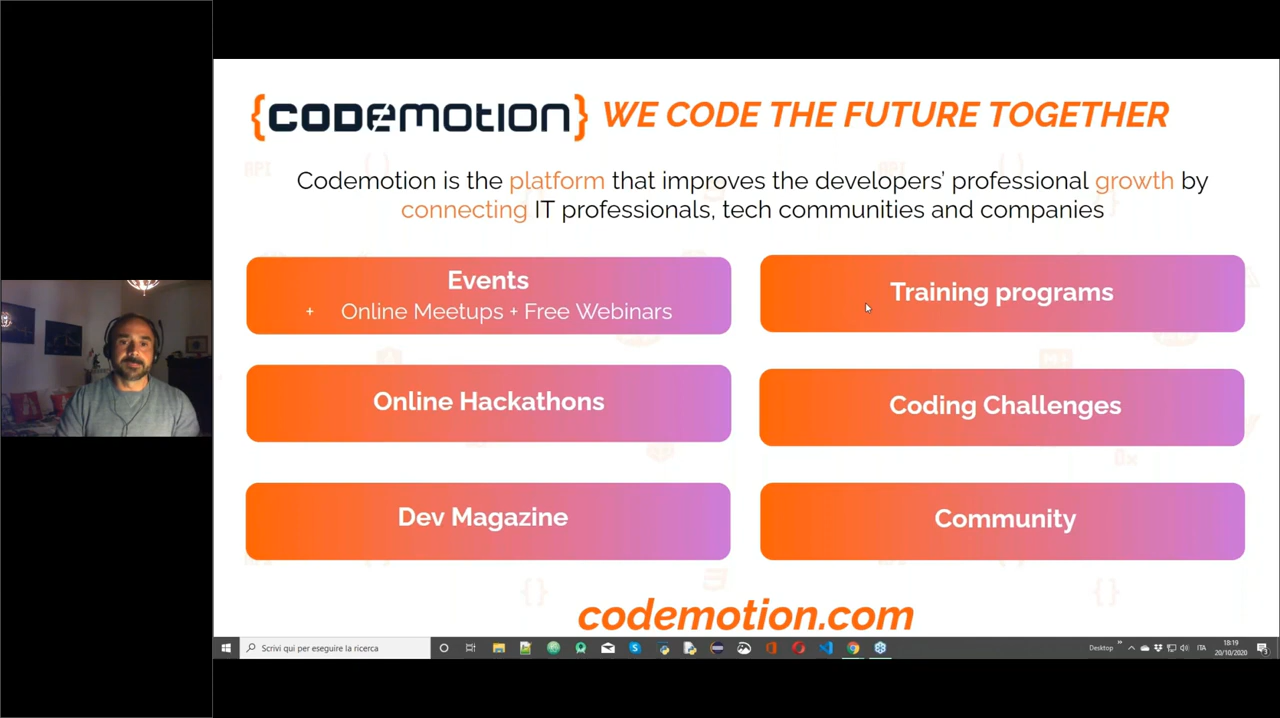 {CODEMOTION} WE CODE THE FUTURE TOGETHER
Codemotion is the platform that improves the developers’ professional growth by
connecting IT professionals, tech communities and companies
Events
+ Online Meetups + Free Webinars
Training programs
Online Hackathons
Coding Challenges
Dev Magazine
Community
codemotion.com
Scrivi qui per eseguire la ricerca
Desktop
ITA
18:19
20/10/2020